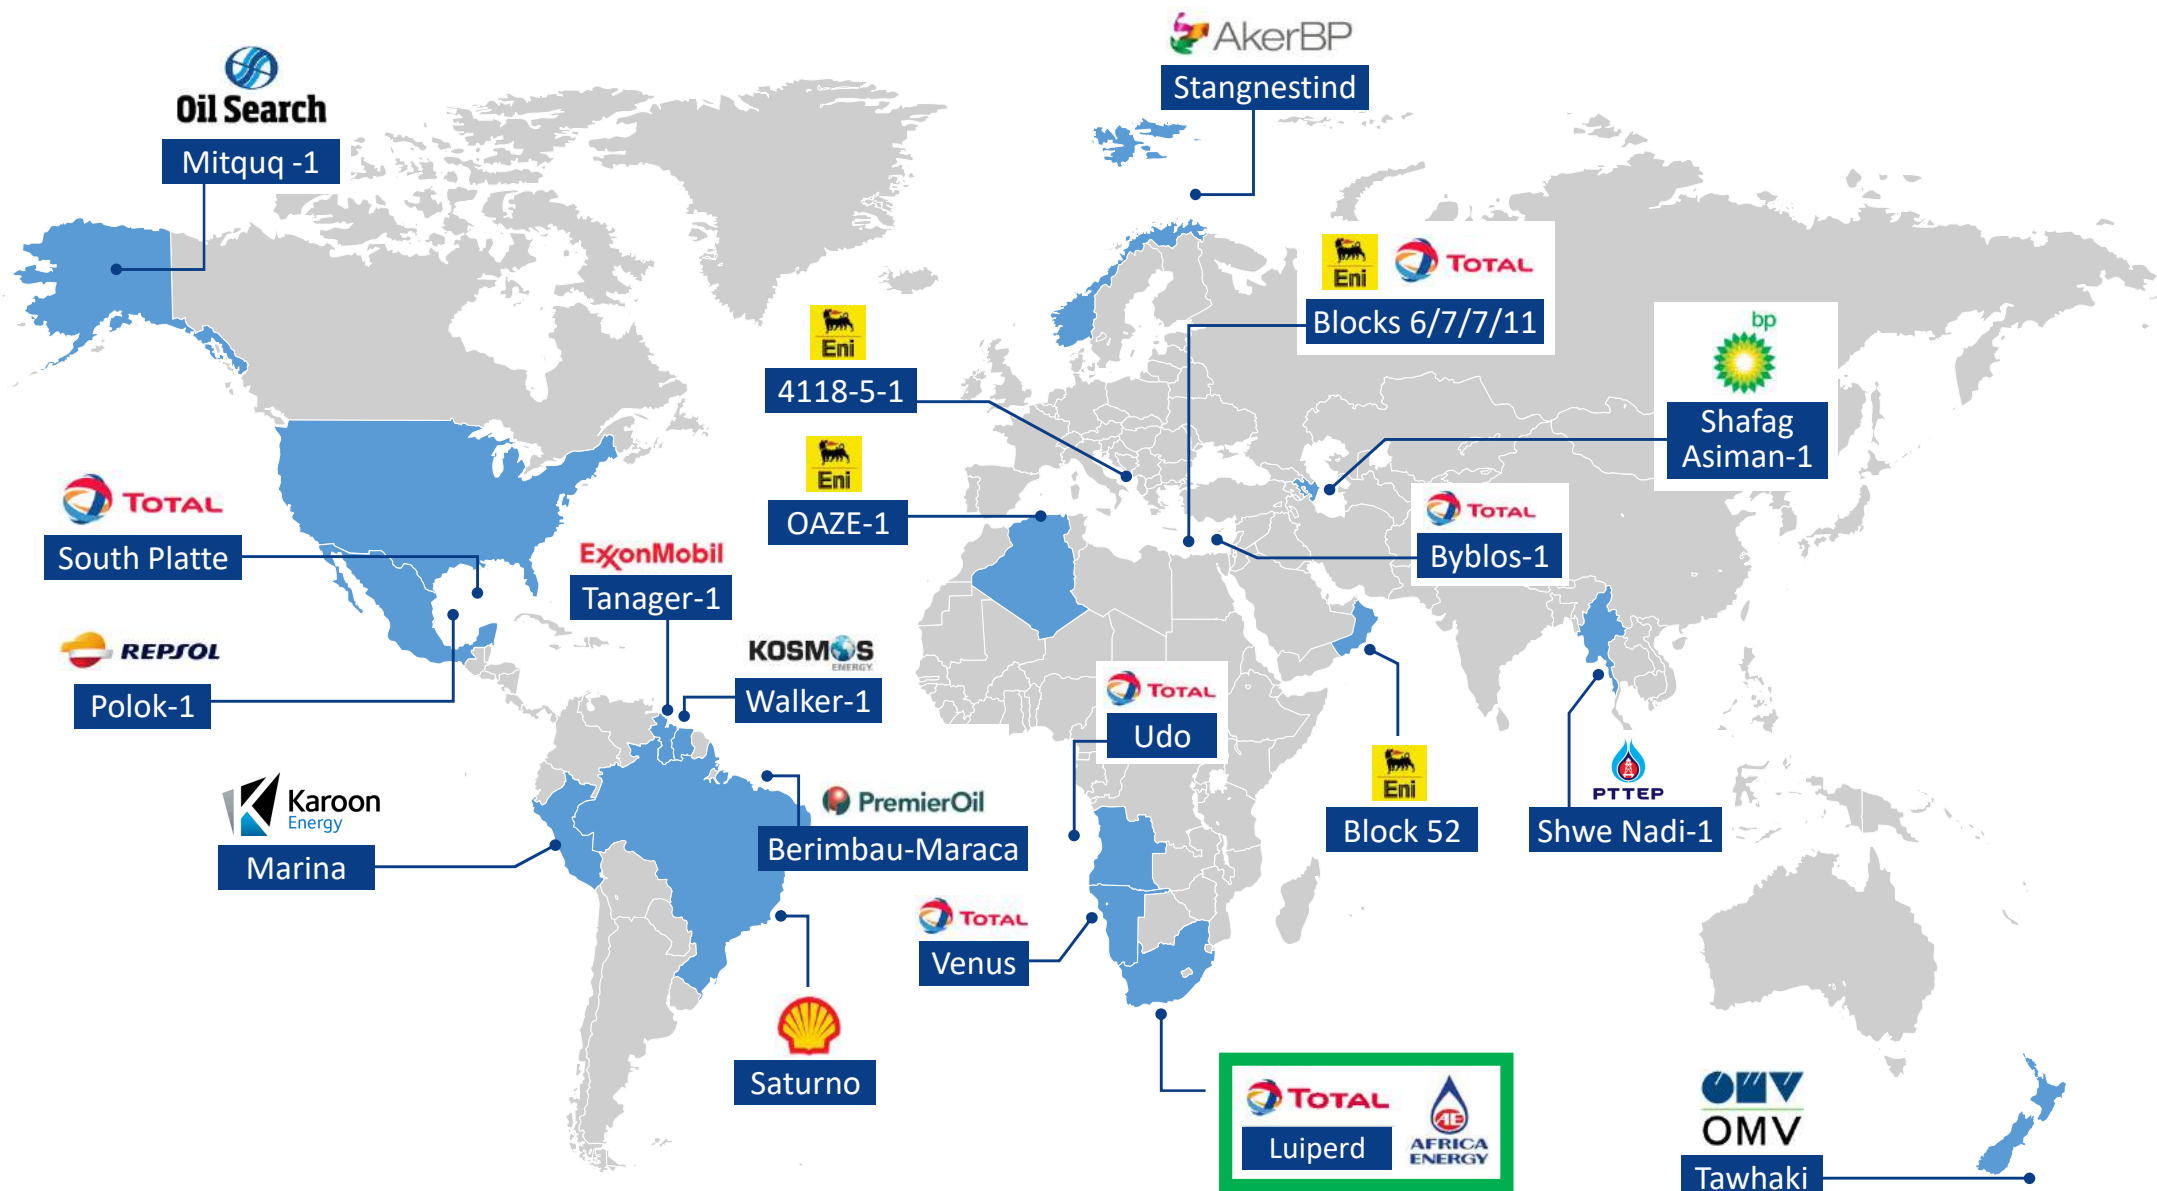 AkerBP
Stangnestind
Oil Search
Mitquq -1
Eni
TOTAL
Blocks 6/7/7/11
Eni
4118-5-1
bp
Shafag
Asiman-1
Eni
OAZE-1
TOTAL
South Platte
ExxonMobil
Tanager-1
TOTAL
Byblos-1
REPSOL
Polok-1
KOSMOS
ENERGY
Walker-1
TOTAL
Udo
Karoon
Energy
Marina
PremierOil
Berimbau-Maraca
Eni
Block 52
PTTEP
Shwe Nadi-1
TOTAL
Venus
Saturno
TOTAL
Luiperd
AE
AFRICA
ENERGY
OMV
OMV
Tawhaki